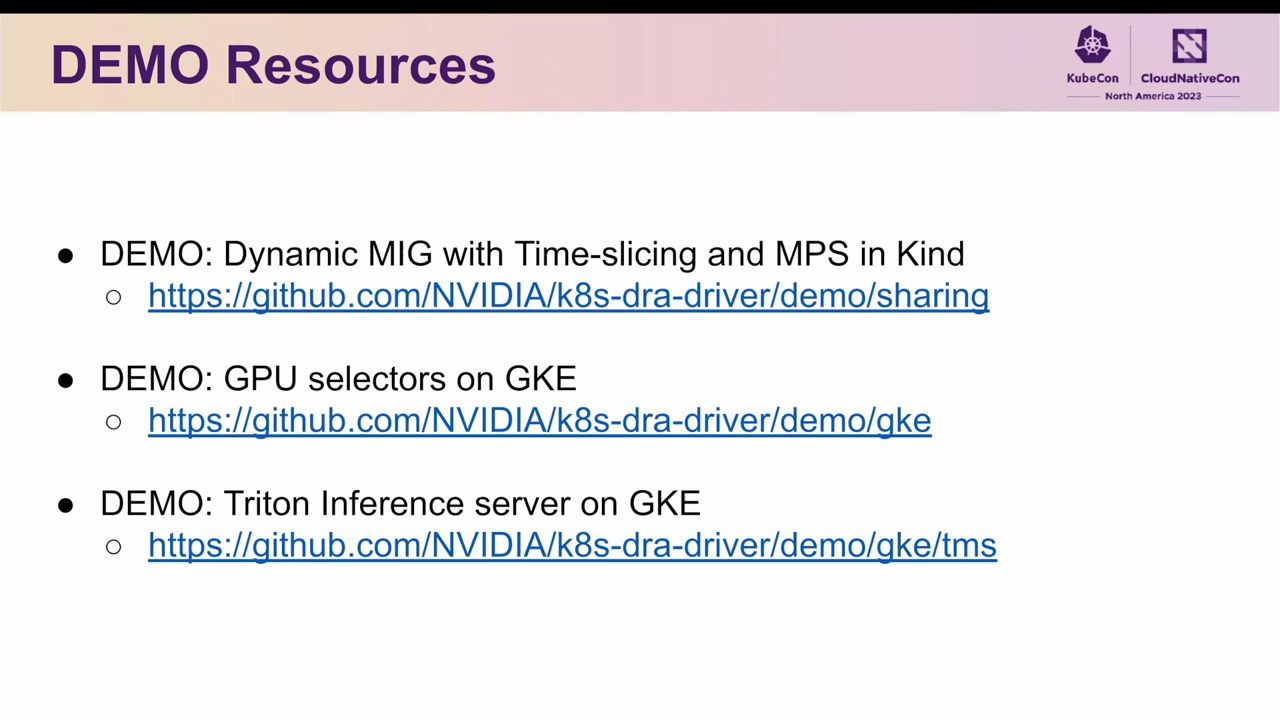 DEMO Resources
KubeCon
CloudNativeCon
North America 2023
● DEMO: Dynamic MIG with Time-slicing and MPS in Kind
○ https://github.com/NVIDIA/k8s-dra-driver/demo/sharing
● DEMO: GPU selectors on GKE
○ https://github.com/NVIDIA/k8s-dra-driver/demo/gke
● DEMO: Triton Inference server on GKE
○ https://github.com/NVIDIA/k8s-dra-driver/demo/gke/tms